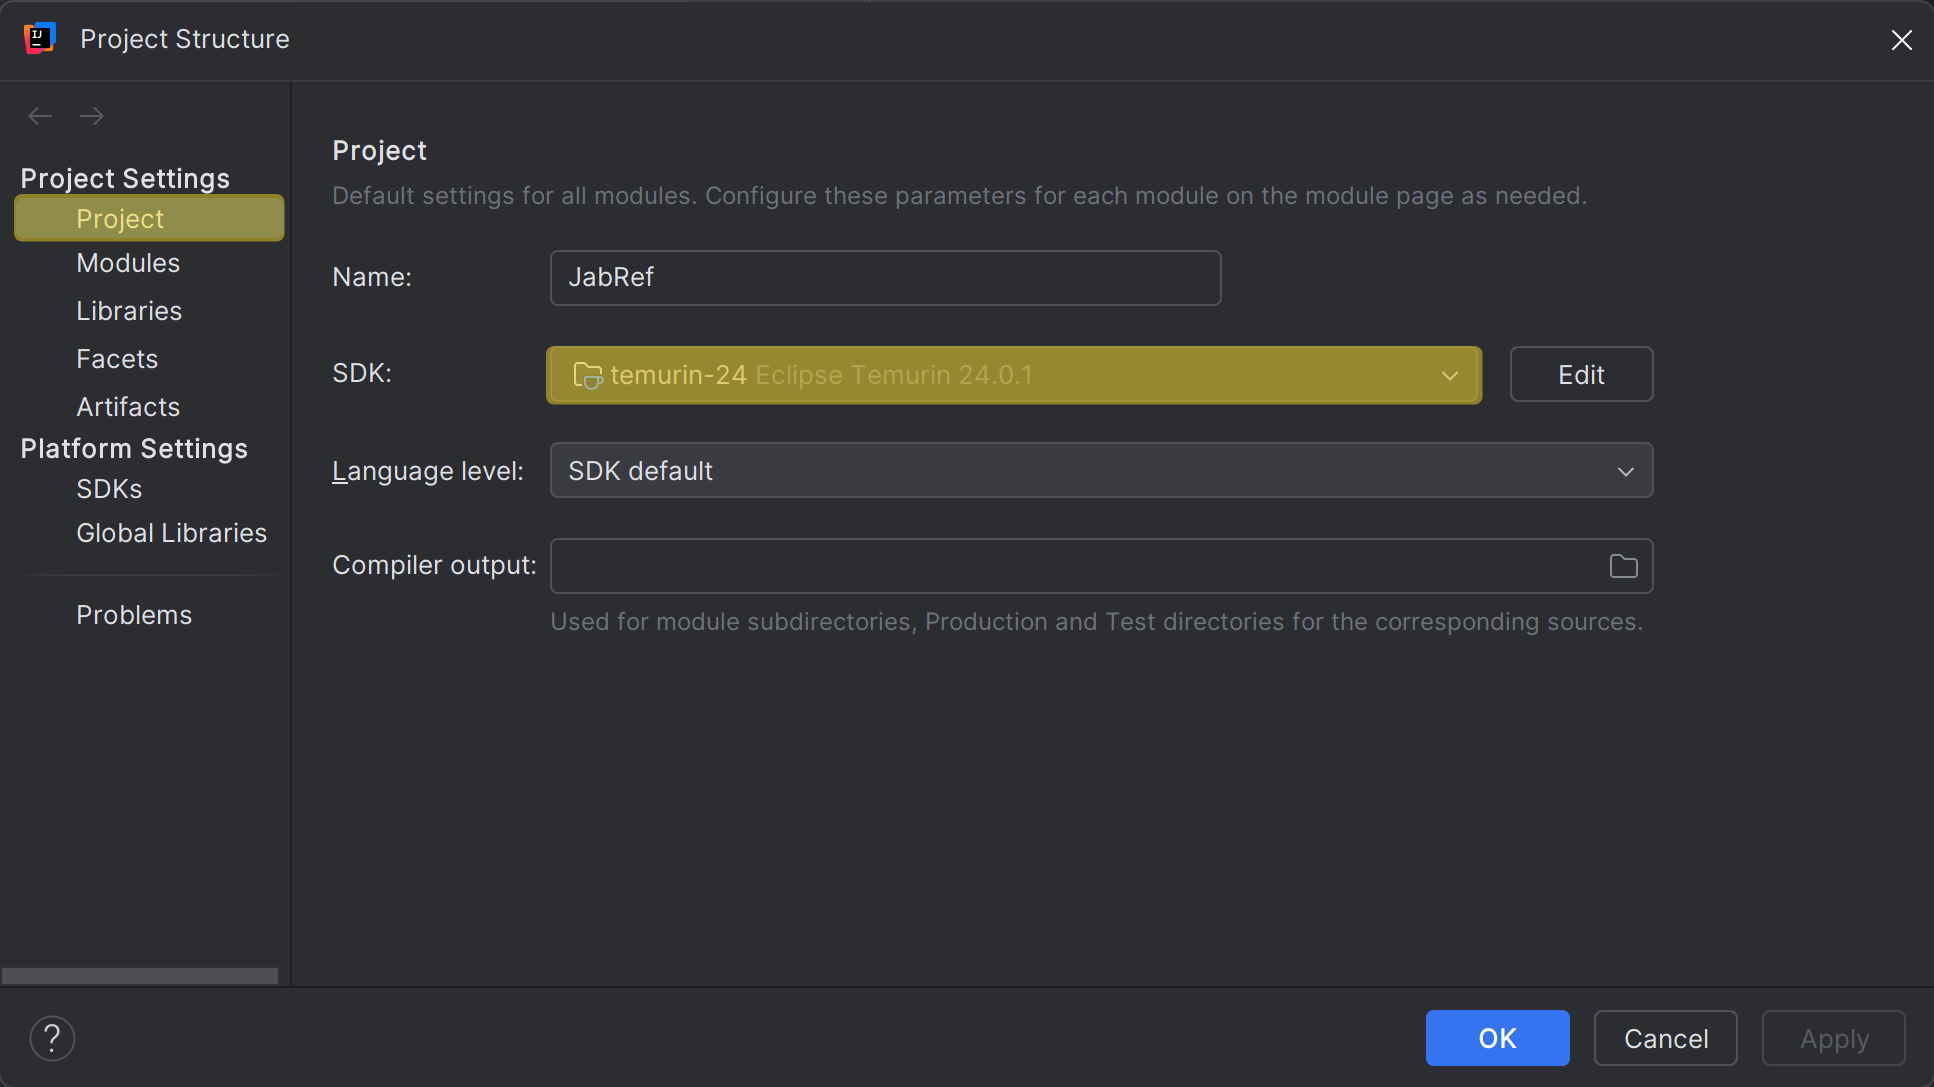 IJ
Project Structure
Project Settings
Project
Modules
Libraries
Facets
Artifacts
Platform Settings
SDKs
Global Libraries
Problems
Project
Default settings for all modules. Configure these parameters for each module on the module page as needed.
Name: JabRef
SDK: temurin-24 Eclipse Temurin 24.0.1 Edit
Language level: SDK default
Compiler output:
Used for module subdirectories, Production and Test directories for the corresponding sources.
? OK Cancel Apply